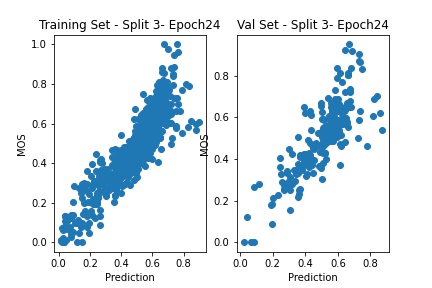 Training Set - Split 3- Epoch24
Val Set - Split 3- Epoch24
MOS
1.0
0.8
0.6
0.4
0.2
0.0
0.0 0.2 0.4 0.6 0.8
Prediction
MOS
0.8
0.6
0.4
0.2
0.0
0.0 0.2 0.4 0.6 0.8
Prediction